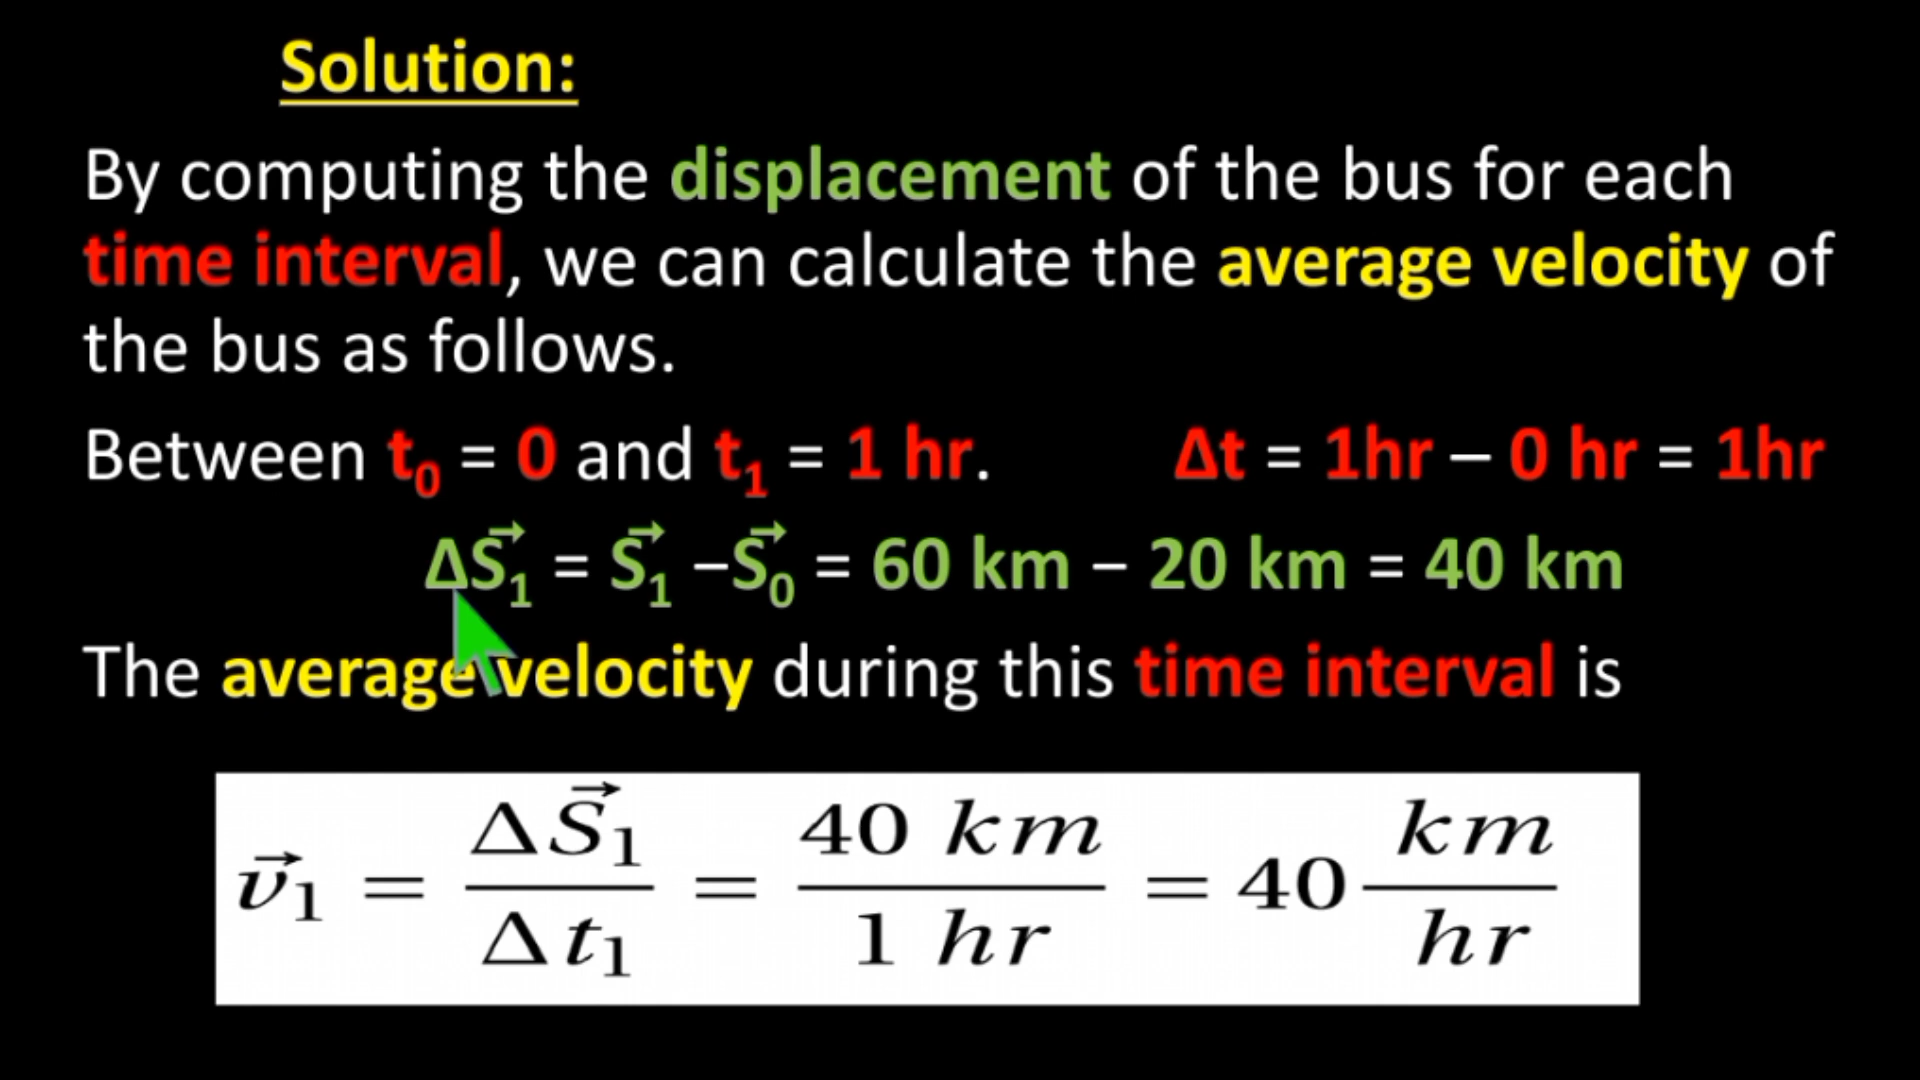 Solution:
By computing the displacement of the bus for each
time interval, we can calculate the average velocity of
the bus as follows.
Between t₀ = 0 and t₁ = 1 hr. Δt = 1hr – 0 hr = 1hr
ΔS⃗₁ = S⃗₁ –S⃗₀ = 60 km – 20 km = 40 km
The average velocity during this time interval is
v⃗₁ = ΔS⃗₁ / Δt₁ = 40 km / 1 hr = 40 km / hr